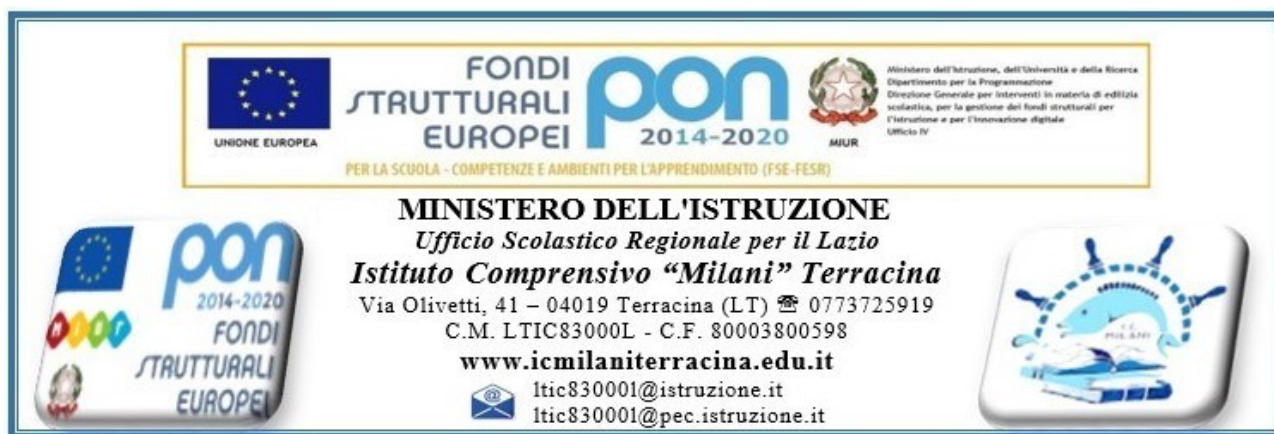 UNIONE EUROPEA
FONDI
STRUTTURALI
EUROPEI
pon
2014-2020
MIUR
Ministero dell'Istruzione, dell'Università e della Ricerca
Dipartimento per la Programmazione
Direzione Generale per interventi in materia di edilizia
scolastica, per la gestione dei fondi strutturali per
l'istruzione e per l'innovazione digitale
Ufficio IV
PER LA SCUOLA - COMPETENZE E AMBIENTI PER L'APPRENDIMENTO (FSE-FESR)
MINISTERO DELL'ISTRUZIONE
Ufficio Scolastico Regionale per il Lazio
Istituto Comprensivo “Milani” Terracina
Via Olivetti, 41 – 04019 Terracina (LT) ☎ 0773725919
C.M. LTIC83000L - C.F. 80003800598
www.icmilaniterracina.edu.it
@ ltic83000l@istruzione.it
ltic83000l@pec.istruzione.it
pon
2014-2020
MIUR
FONDI
STRUTTURALI
EUROPEI
I.C.
MILANI